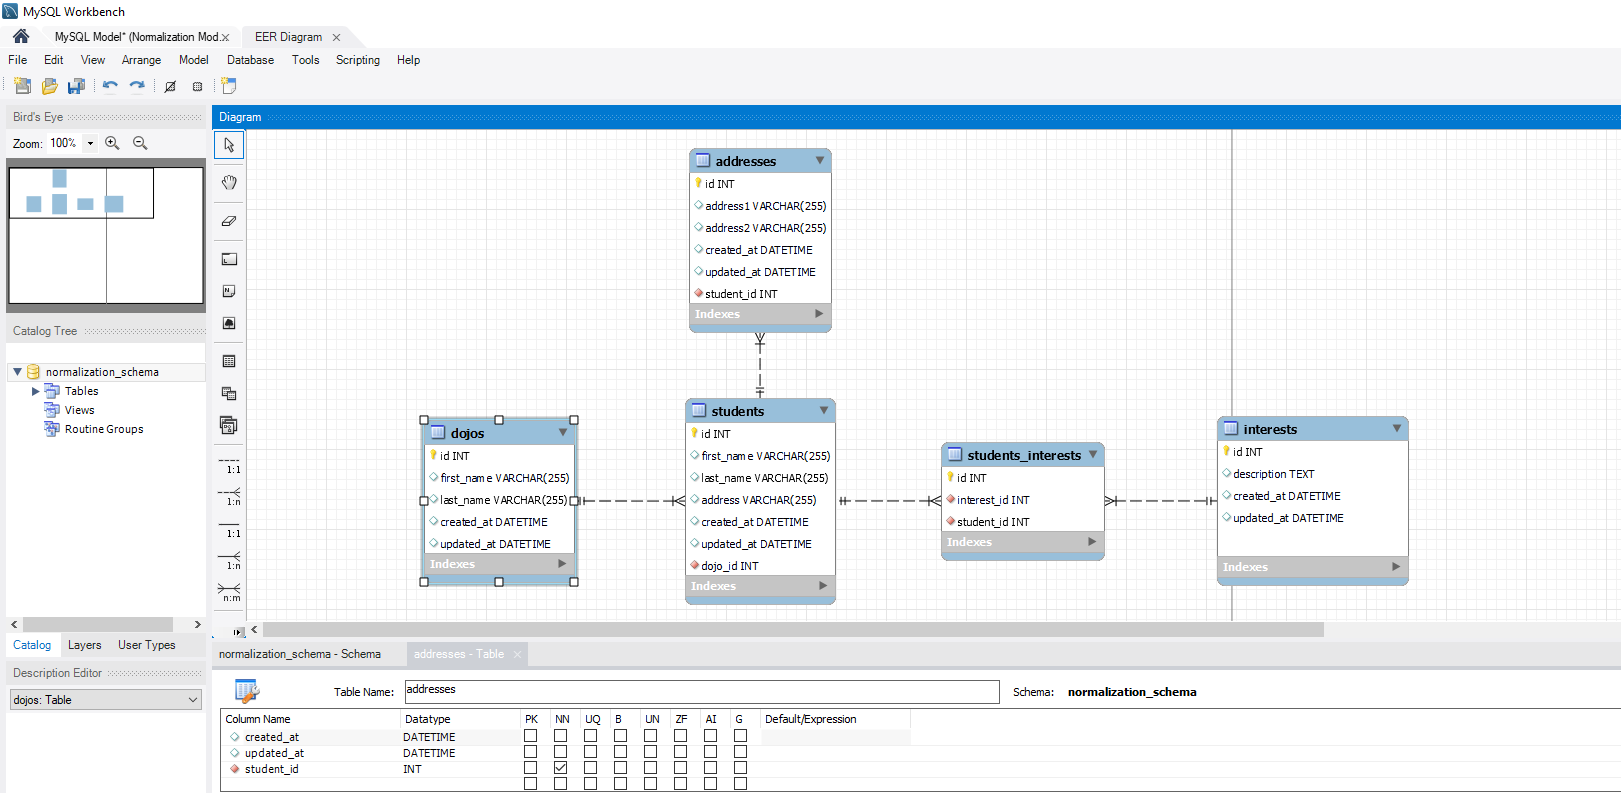 MySQL Workbench
MySQL Model* (Normalization Mod... EER Diagram
File Edit View Arrange Model Database Tools Scripting Help
Bird's Eye
Zoom: 100%
Catalog Tree
normalization_schema
Tables
Views
Routine Groups
Catalog Layers User Types
Description Editor
dojos: Table
Diagram
1:1
1:n
1:1
1:n
n:m
addresses
id INT
address1 VARCHAR(255)
address2 VARCHAR(255)
created_at DATETIME
updated_at DATETIME
student_id INT
Indexes
dojos
id INT
first_name VARCHAR(255)
last_name VARCHAR(255)
created_at DATETIME
updated_at DATETIME
Indexes
students
id INT
first_name VARCHAR(255)
last_name VARCHAR(255)
address VARCHAR(255)
created_at DATETIME
updated_at DATETIME
dojo_id INT
Indexes
students_interests
id INT
interest_id INT
student_id INT
Indexes
interests
id INT
description TEXT
created_at DATETIME
updated_at DATETIME
Indexes
normalization_schema - Schema addresses - Table
Table Name: addresses Schema: normalization_schema
Column Name Datatype PK NN UQ B UN ZF AI G Default/Expression
created_at DATETIME
updated_at DATETIME
student_id INT